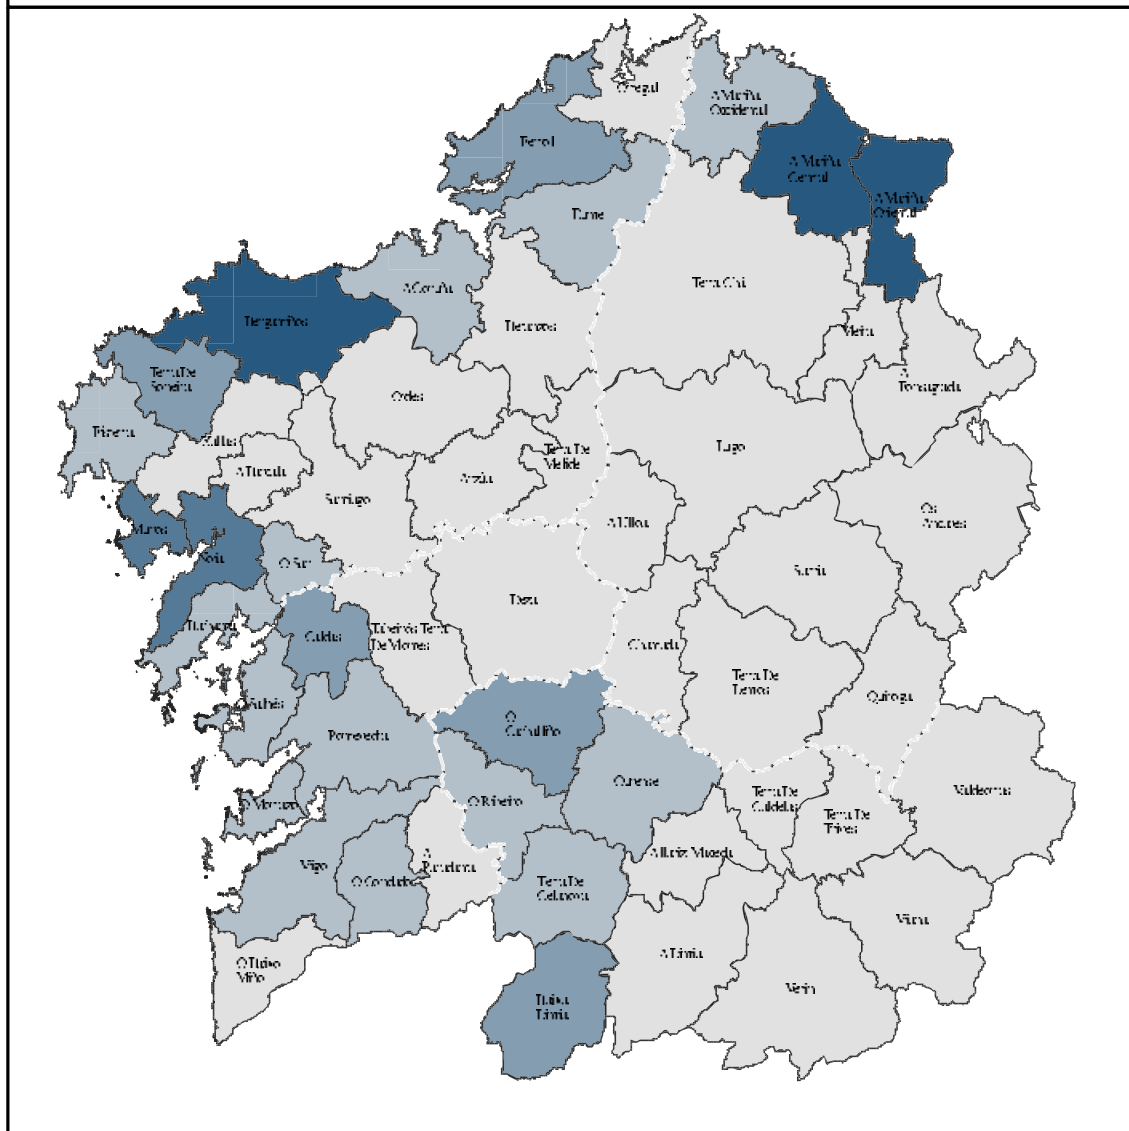 Ortegal
A Mariña
Occidental
Ferrol
A Mariña
Central
A Mariña
Oriental
Eume
Terra Chá
A Coruña
Bergantiños
Betanzos
Meira
Terra De
Soneira
A
Fonsagrada
Ordes
Fisterra
Xallas
Lugo
Terra De
Melide
A Barcala
Arzúa
Santiago
Os
Ancares
A Ulloa
Muros
Noia
O Sar
Sarria
Deza
Barbanza
Caldas
Tabeirós Terra
De Montes
Chantada
Terra De
Lemos
Quiroga
O Salnés
O
Carballiño
Pontevedra
Ourense
Valdeorras
O Morrazo
O Ribeiro
Terra De
Caldelas
Terra De
Trives
Vigo
A
Paradanta
Allariz Maceda
O Condado
Terra De
Celanova
Viana
O Baixo
Miño
A Limia
Verín
Baixa
Limia